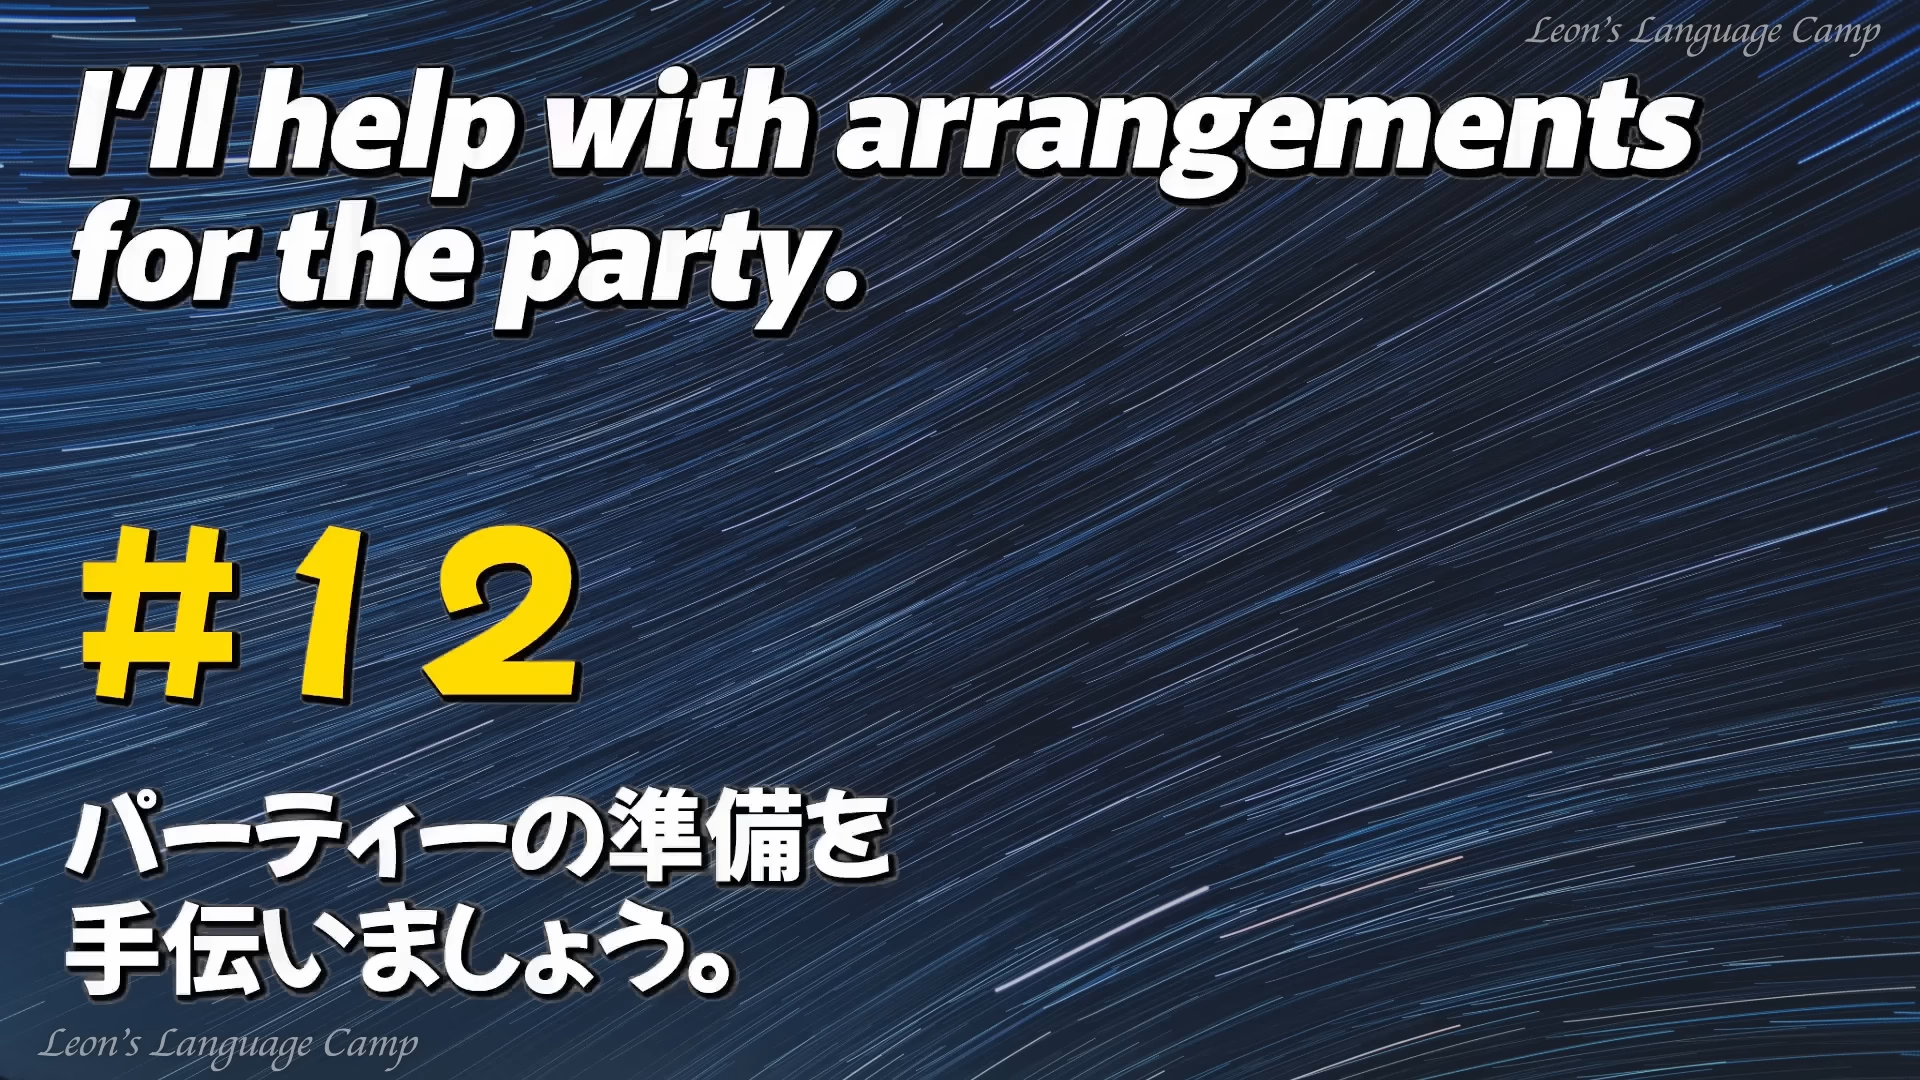 Leon's Language Camp
I'll help with arrangements
for the party.
#12
パーティーの準備を
手伝いましょう。
Leon's Language Camp